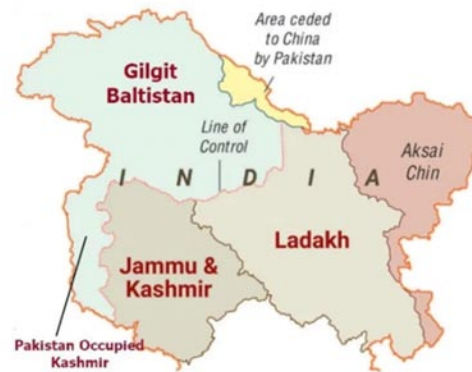 Area ceded
to China
by Pakistan
Gilgit
Baltistan
Line of
Control
Aksai
Chin
I N D I A
Ladakh
Jammu &
Kashmir
Pakistan Occupied
Kashmir